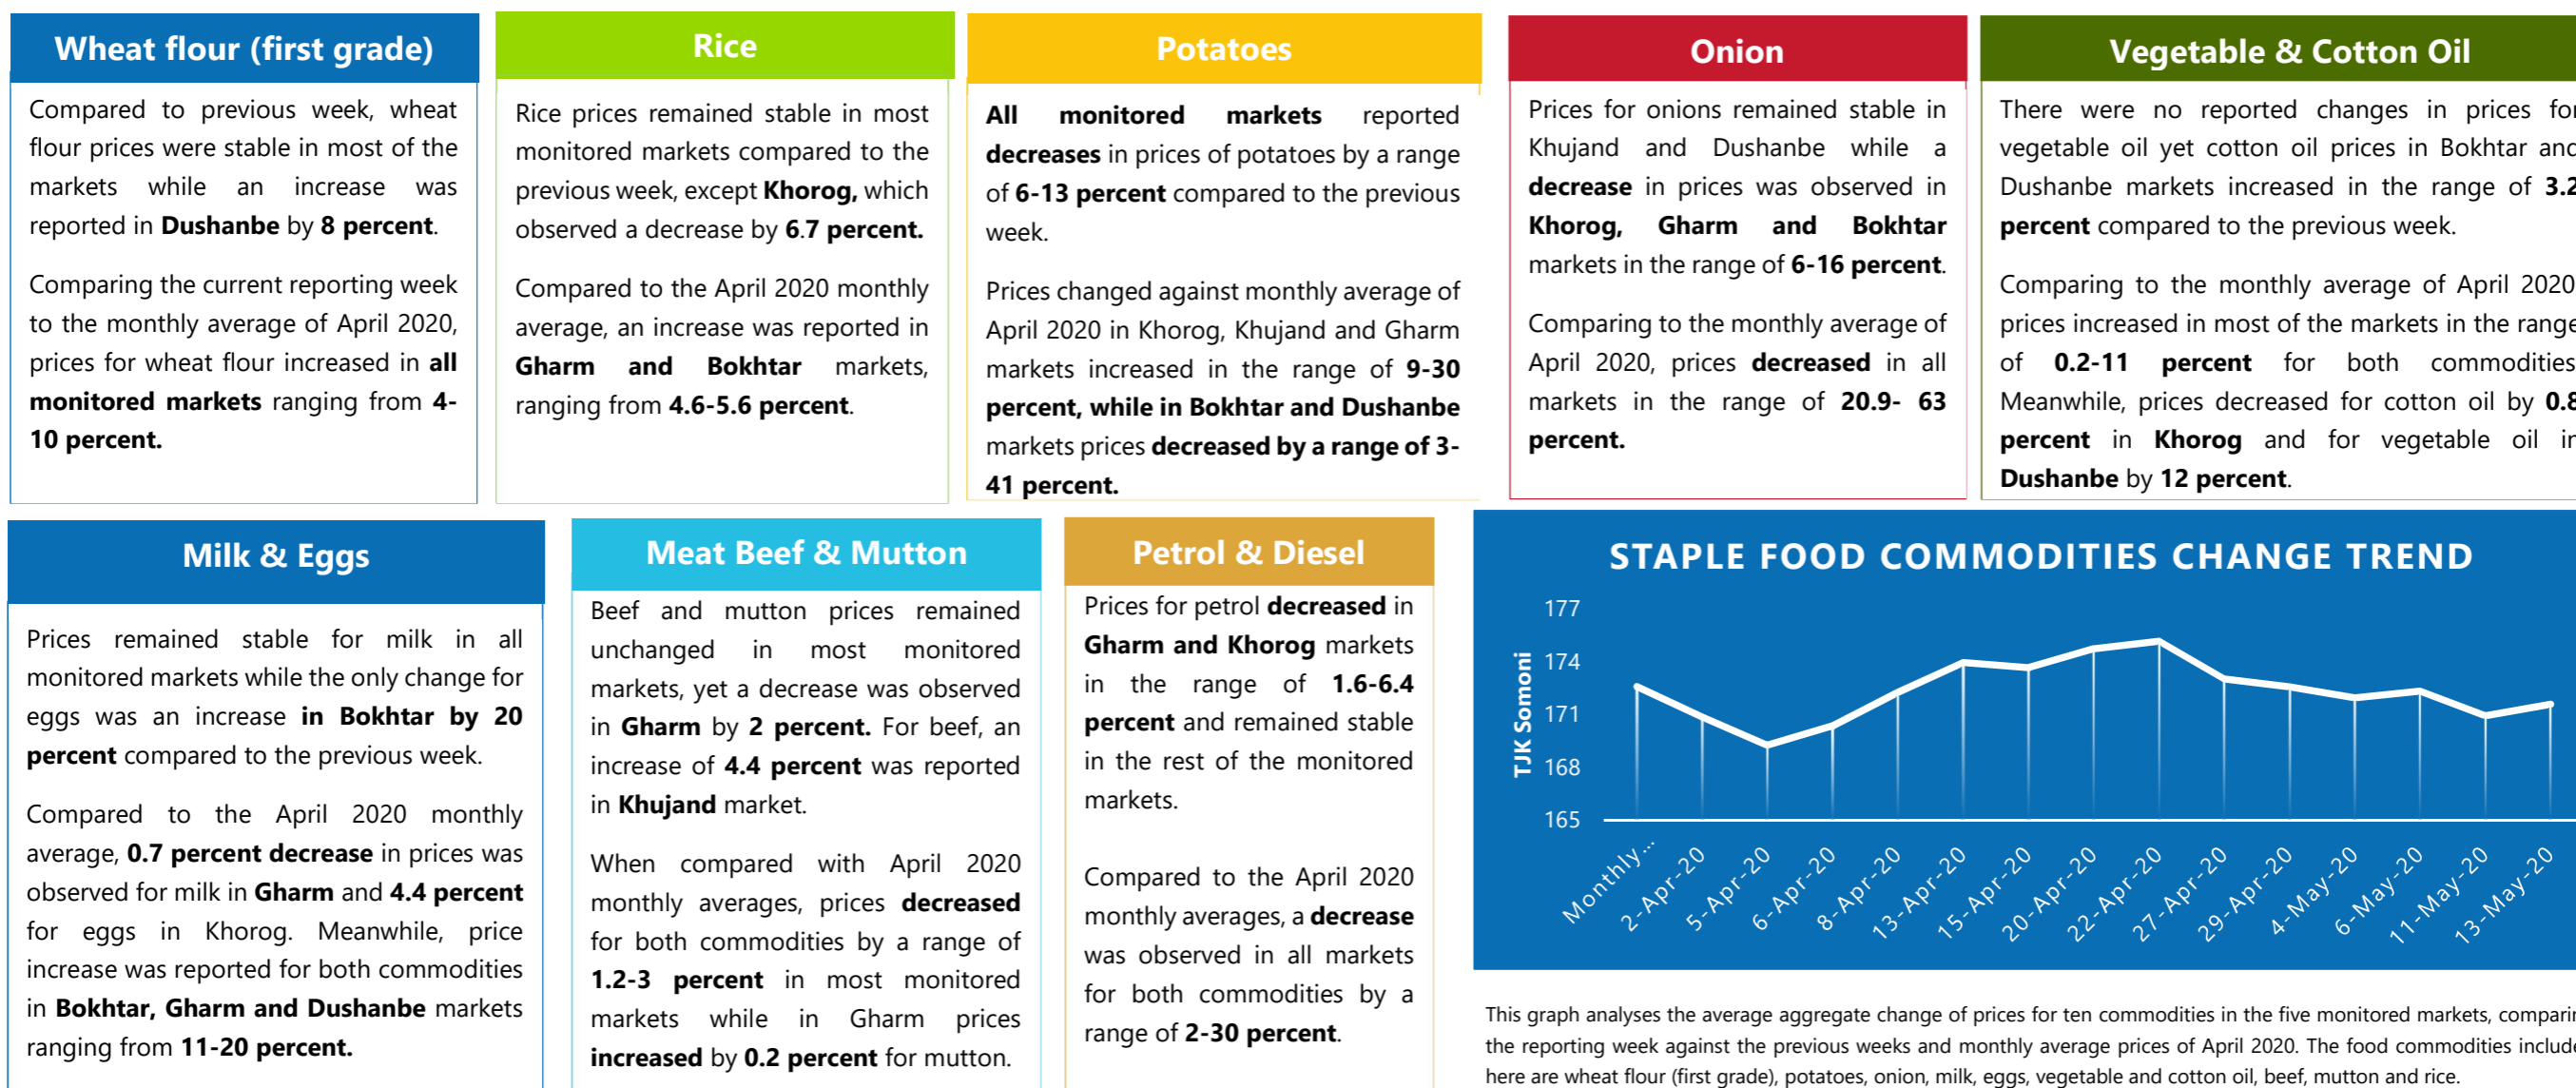 Wheat flour (first grade)
Compared to previous week, wheat
flour prices were stable in most of the
markets while an increase was
reported in Dushanbe by 8 percent.
Comparing the current reporting week
to the monthly average of April 2020,
prices for wheat flour increased in all
monitored markets ranging from 4-
10 percent.
Rice
Rice prices remained stable in most
monitored markets compared to the
previous week, except Khorog, which
observed a decrease by 6.7 percent.
Compared to the April 2020 monthly
average, an increase was reported in
Gharm and Bokhtar markets,
ranging from 4.6-5.6 percent.
Potatoes
All monitored markets reported
decreases in prices of potatoes by a range
of 6-13 percent compared to the previous
week.
Prices changed against monthly average of
April 2020 in Khorog, Khujand and Gharm
markets increased in the range of 9-30
percent, while in Bokhtar and Dushanbe
markets prices decreased by a range of 3-
41 percent.
Onion
Prices for onions remained stable in
Khujand and Dushanbe while a
decrease in prices was observed in
Khorog, Gharm and Bokhtar
markets in the range of 6-16 percent.
Comparing to the monthly average of
April 2020, prices decreased in all
markets in the range of 20.9- 63
percent.
Vegetable & Cotton Oil
There were no reported changes in prices for
vegetable oil yet cotton oil prices in Bokhtar and
Dushanbe markets increased in the range of 3.2
percent compared to the previous week.
Comparing to the monthly average of April 2020
prices increased in most of the markets in the range
of 0.2-11 percent for both commodities
Meanwhile, prices decreased for cotton oil by 0.8
percent in Khorog and for vegetable oil in
Dushanbe by 12 percent.
Milk & Eggs
Prices remained stable for milk in all
monitored markets while the only change for
eggs was an increase in Bokhtar by 20
percent compared to the previous week.
Compared to the April 2020 monthly
average, 0.7 percent decrease in prices was
observed for milk in Gharm and 4.4 percent
for eggs in Khorog. Meanwhile, price
increase was reported for both commodities
in Bokhtar, Gharm and Dushanbe markets
ranging from 11-20 percent.
Meat Beef & Mutton
Beef and mutton prices remained
unchanged in most monitored
markets, yet a decrease was observed
in Gharm by 2 percent. For beef, an
increase of 4.4 percent was reported
in Khujand market.
When compared with April 2020
monthly averages, prices decreased
for both commodities by a range of
1.2-3 percent in most monitored
markets while in Gharm prices
increased by 0.2 percent for mutton.
Petrol & Diesel
Prices for petrol decreased in
Gharm and Khorog markets
in the range of 1.6-6.4
percent and remained stable
in the rest of the monitored
markets.
Compared to the April 2020
monthly averages, a decrease
was observed in all markets
for both commodities by a
range of 2-30 percent.
STAPLE FOOD COMMODITIES CHANGE TREND
TJK Somoni
177
174
171
168
165
Monthly...
2-Apr-20
5-Apr-20
6-Apr-20
8-Apr-20
13-Apr-20
15-Apr-20
20-Apr-20
22-Apr-20
27-Apr-20
29-Apr-20
4-May-20
6-May-20
11-May-20
13-May-20
This graph analyses the average aggregate change of prices for ten commodities in the five monitored markets, comparin
the reporting week against the previous weeks and monthly average prices of April 2020. The food commodities include
here are wheat flour (first grade), potatoes, onion, milk, eggs, vegetable and cotton oil, beef, mutton and rice.